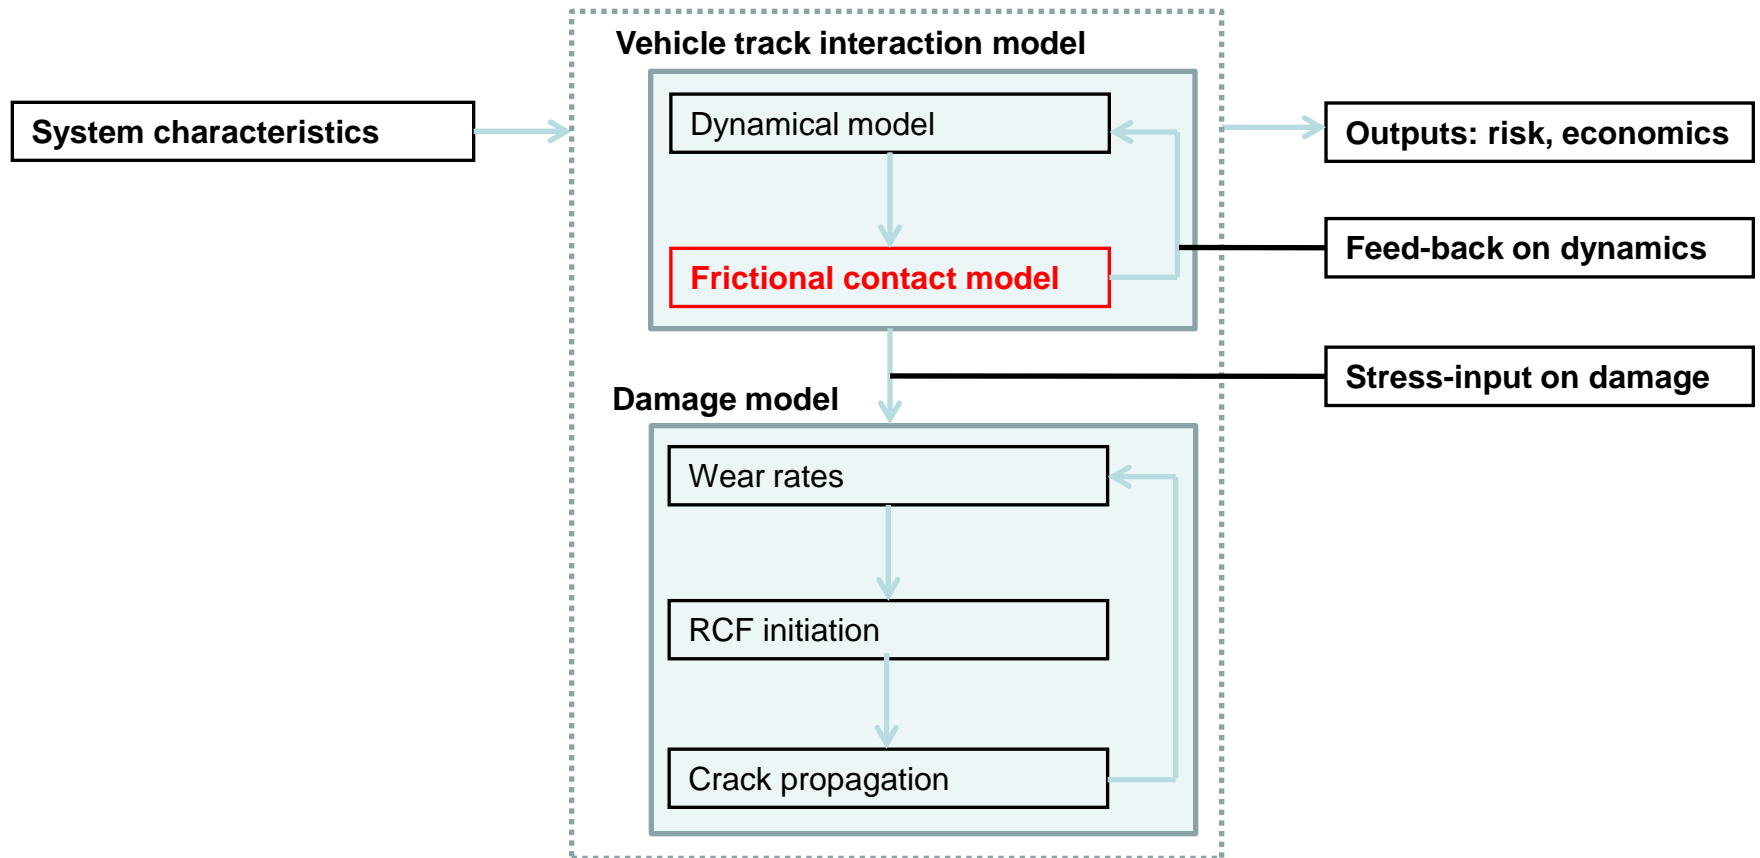 Vehicle track interaction model
System characteristics
Dynamical model
Outputs: risk, economics
Feed-back on dynamics
Frictional contact model
Stress-input on damage
Damage model
Wear rates
RCF initiation
Crack propagation